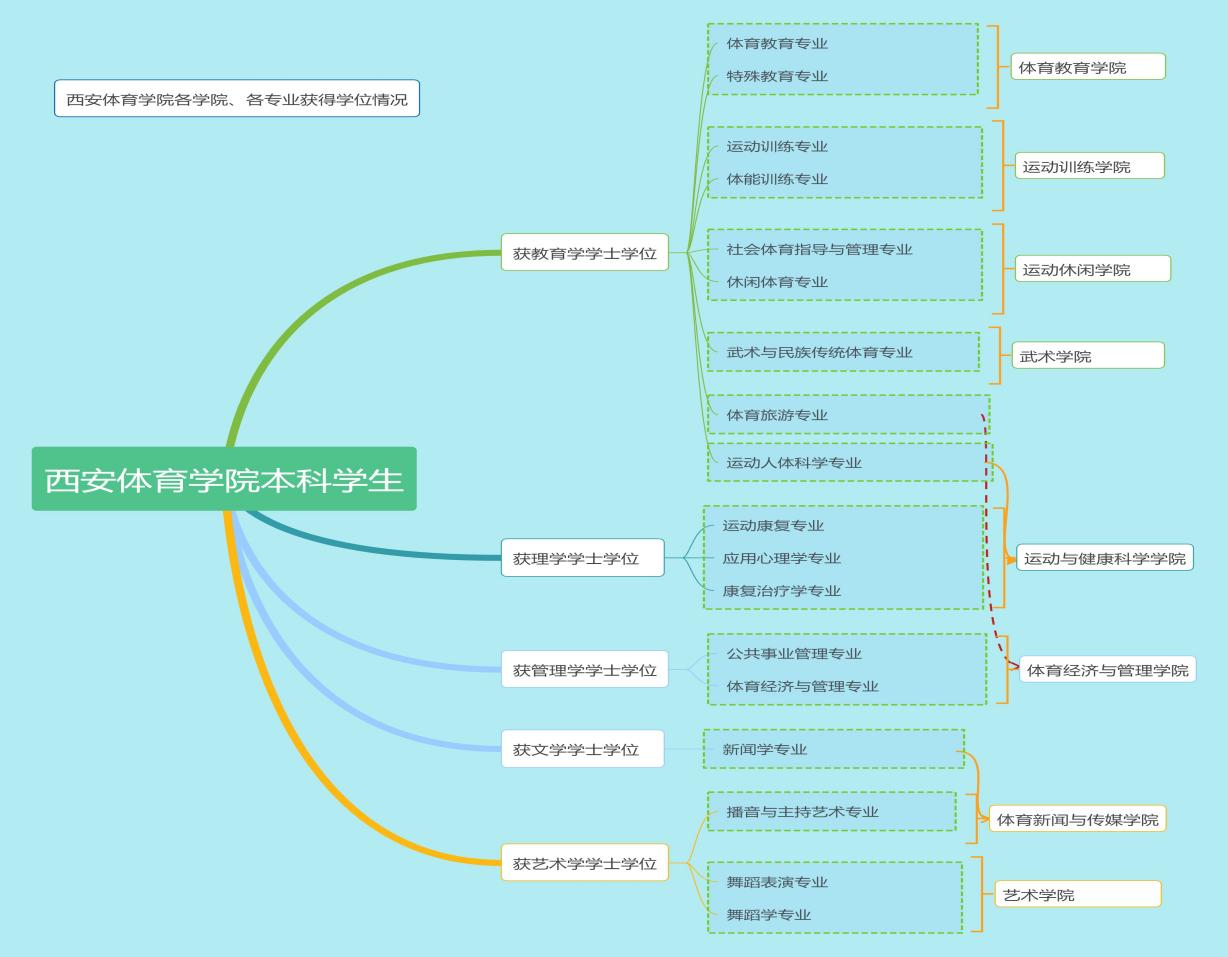 西安体育学院各学院、各专业获得学位情况
西安体育学院本科学生
获教育学学士学位
体育教育专业
特殊教育专业
体育教育学院
运动训练专业
体能训练专业
运动训练学院
社会体育指导与管理专业
休闲体育专业
运动休闲学院
武术与民族传统体育专业
武术学院
体育旅游专业
运动人体科学专业
获理学学士学位
运动康复专业
应用心理学专业
康复治疗学专业
运动与健康科学学院
获管理学学士学位
公共事业管理专业
体育经济与管理专业
体育经济与管理学院
获文学学士学位
新闻学专业
体育新闻与传媒学院
获艺术学学士学位
播音与主持艺术专业
舞蹈表演专业
舞蹈学专业
艺术学院